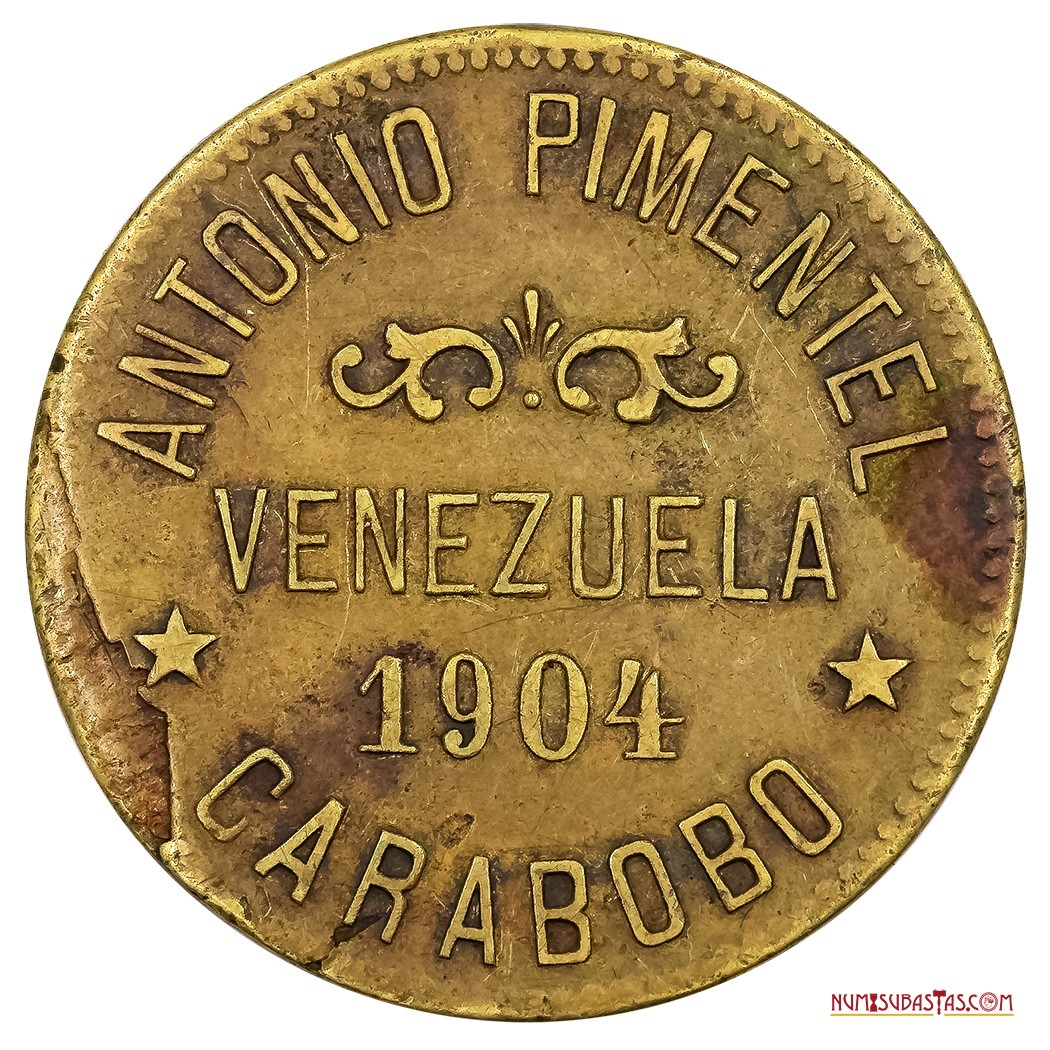 ANTONIO PIMENTEL
VENEZUELA
1904
CARABOBO
NUMISUBASTAS.COM